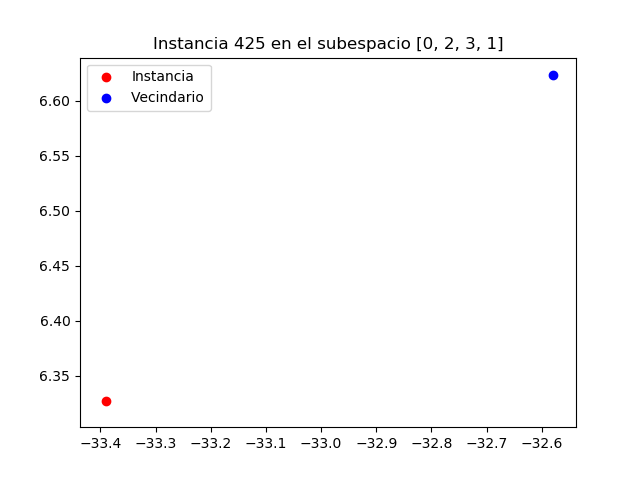 Instancia 425 en el subespacio [0, 2, 3, 1]
Instancia
Vecindario
6.60
6.55
6.50
6.45
6.40
6.35
−33.4 −33.3 −33.2 −33.1 −33.0 −32.9 −32.8 −32.7 −32.6